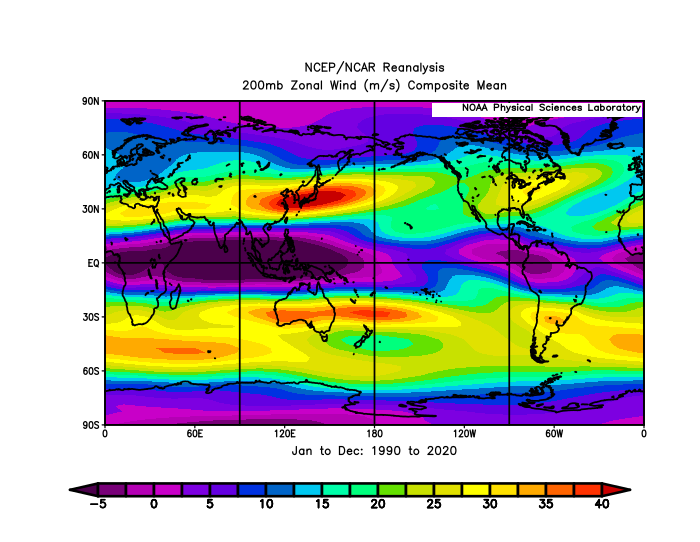 NCEP/NCAR Reanalysis
200mb Zonal Wind (m/s) Composite Mean
NOAA Physical Sciences Laboratory
90N
60N
30N
EQ
30S
60S
90S
0 60E 120E 180 120W 60W 0
Jan to Dec: 1990 to 2020
-5 0 5 10 15 20 25 30 35 40